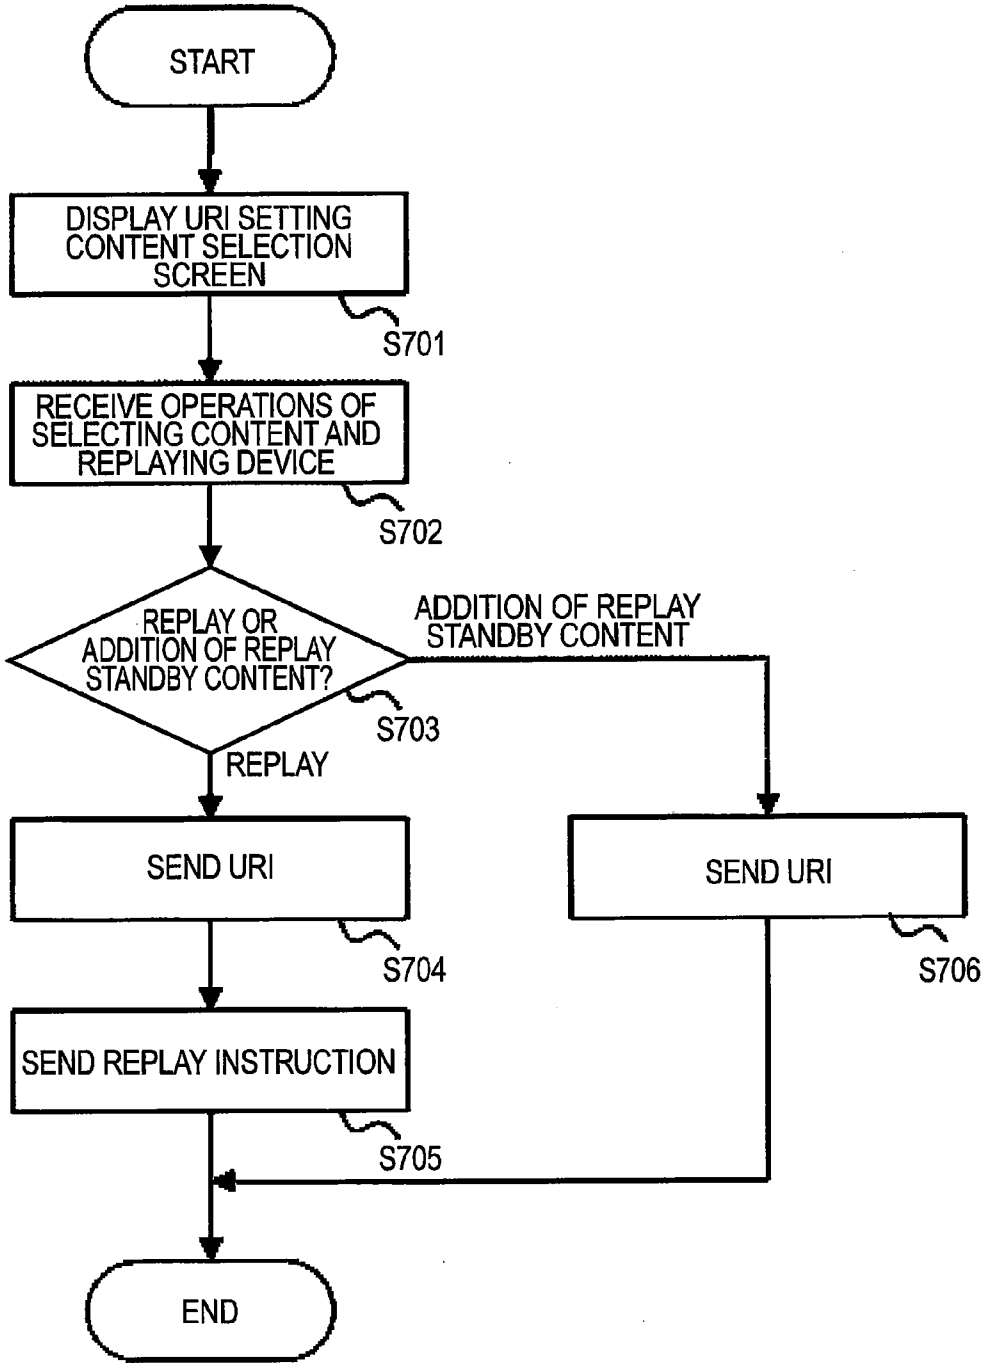 START
DISPLAY URI SETTING
CONTENT SELECTION
SCREEN
S701
RECEIVE OPERATIONS OF
SELECTING CONTENT AND
REPLAYING DEVICE
S702
REPLAY OR
ADDITION OF REPLAY
STANDBY CONTENT?
S703
ADDITION OF REPLAY
STANDBY CONTENT
REPLAY
SEND URI
S704
SEND URI
S706
SEND REPLAY INSTRUCTION
S705
END